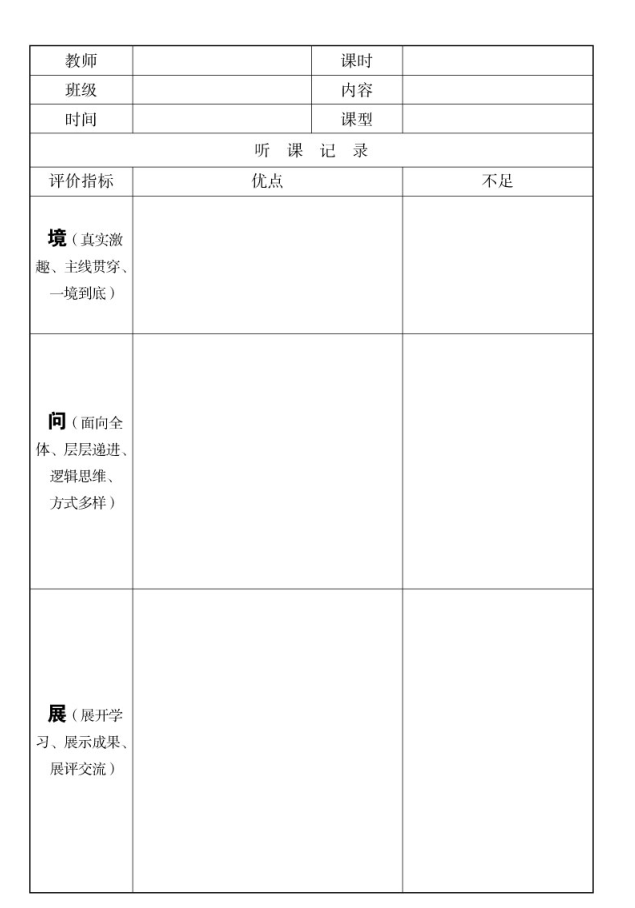 教师 课时
班级 内容
时间 课型
听 课 记 录
评价指标 优点 不足
境（真实激
趣、主线贯穿、
一境到底）
问（面向全
体、层层递进、
逻辑思维、
方式多样）
展（展开学
习、展示成果、
展评交流）